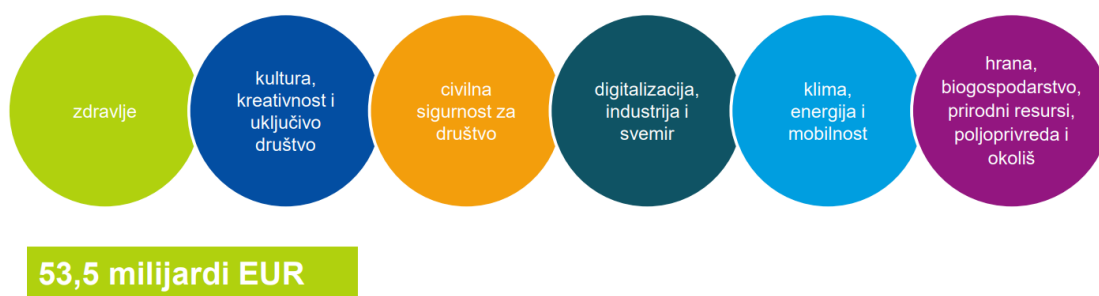 zdravlje
kultura,
kreativnost i
uključivo
društvo
civilna
sigurnost za
društvo
digitalizacija,
industrija i
svemir
klima,
energija i
mobilnost
hrana,
biogospodarstvo,
prirodni resursi,
poljoprivreda i
okoliš
53,5 milijardi EUR